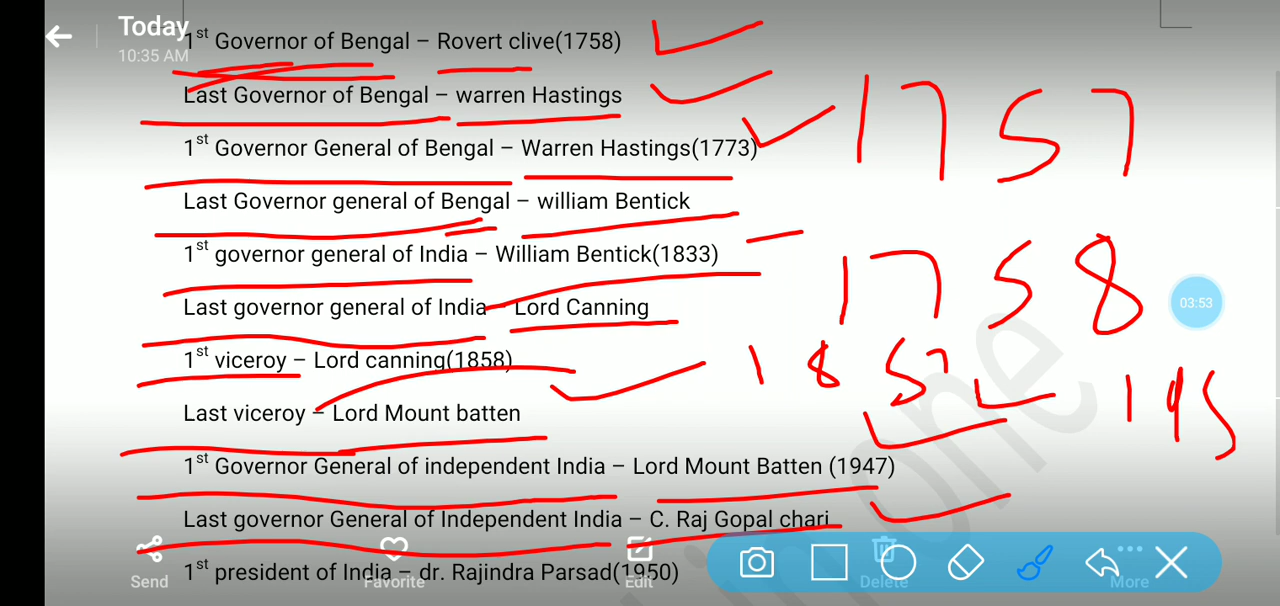 Today
10:35 AM
1st Governor of Bengal – Rovert clive(1758)
Last Governor of Bengal – warren Hastings
1st Governor General of Bengal – Warren Hastings(1773)
Last Governor general of Bengal – william Bentick
1st governor general of India – William Bentick(1833)
Last governor general of India – Lord Canning
1st viceroy – Lord canning(1858)
Last viceroy – Lord Mount batten
1st Governor General of independent India – Lord Mount Batten (1947)
Last governor General of Independent India – C. Raj Gopal chari
1st president of India – dr. Rajindra Parsad(1950)
1757
1758
1857
195
03:53
Send
Favorite
Edit
Delete
More